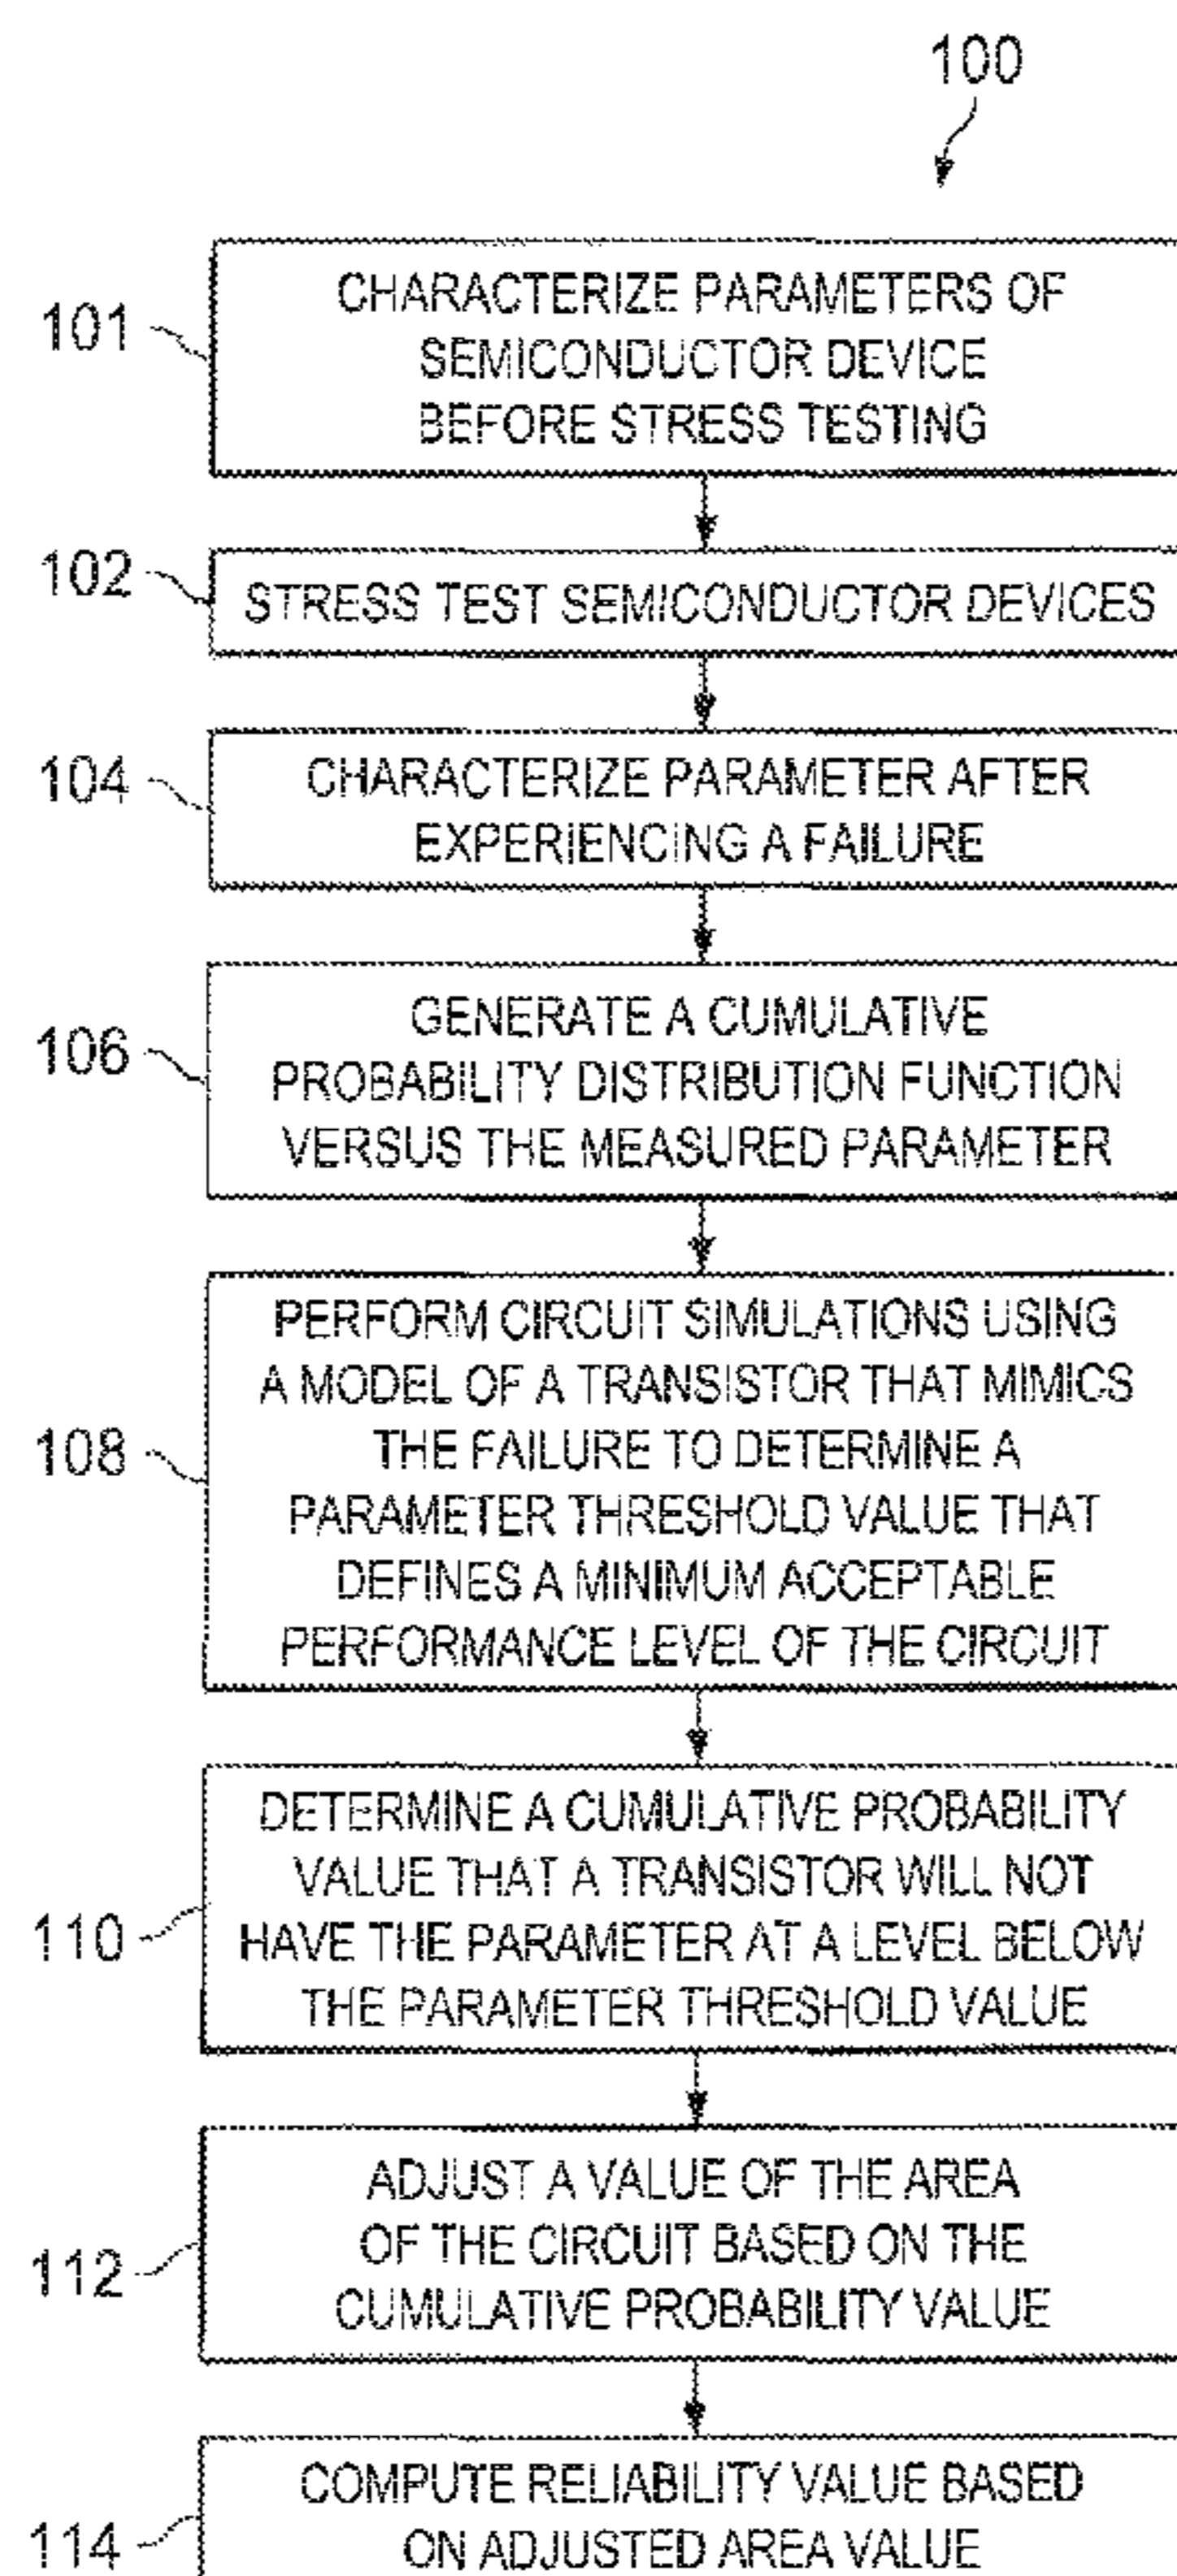 100
101
CHARACTERIZE PARAMETERS OF
SEMICONDUCTOR DEVICE
BEFORE STRESS TESTING
102
STRESS TEST SEMICONDUCTOR DEVICES
104
CHARACTERIZE PARAMETER AFTER
EXPERIENCING A FAILURE
106
GENERATE A CUMULATIVE
PROBABILITY DISTRIBUTION FUNCTION
VERSUS THE MEASURED PARAMETER
108
PERFORM CIRCUIT SIMULATIONS USING
A MODEL OF A TRANSISTOR THAT MIMICS
THE FAILURE TO DETERMINE A
PARAMETER THRESHOLD VALUE THAT
DEFINES A MINIMUM ACCEPTABLE
PERFORMANCE LEVEL OF THE CIRCUIT
110
DETERMINE A CUMULATIVE PROBABILITY
VALUE THAT A TRANSISTOR WILL NOT
HAVE THE PARAMETER AT A LEVEL BELOW
THE PARAMETER THRESHOLD VALUE
112
ADJUST A VALUE OF THE AREA
OF THE CIRCUIT BASED ON THE
CUMULATIVE PROBABILITY VALUE
114
COMPUTE RELIABILITY VALUE BASED
ON ADJUSTED AREA VALUE